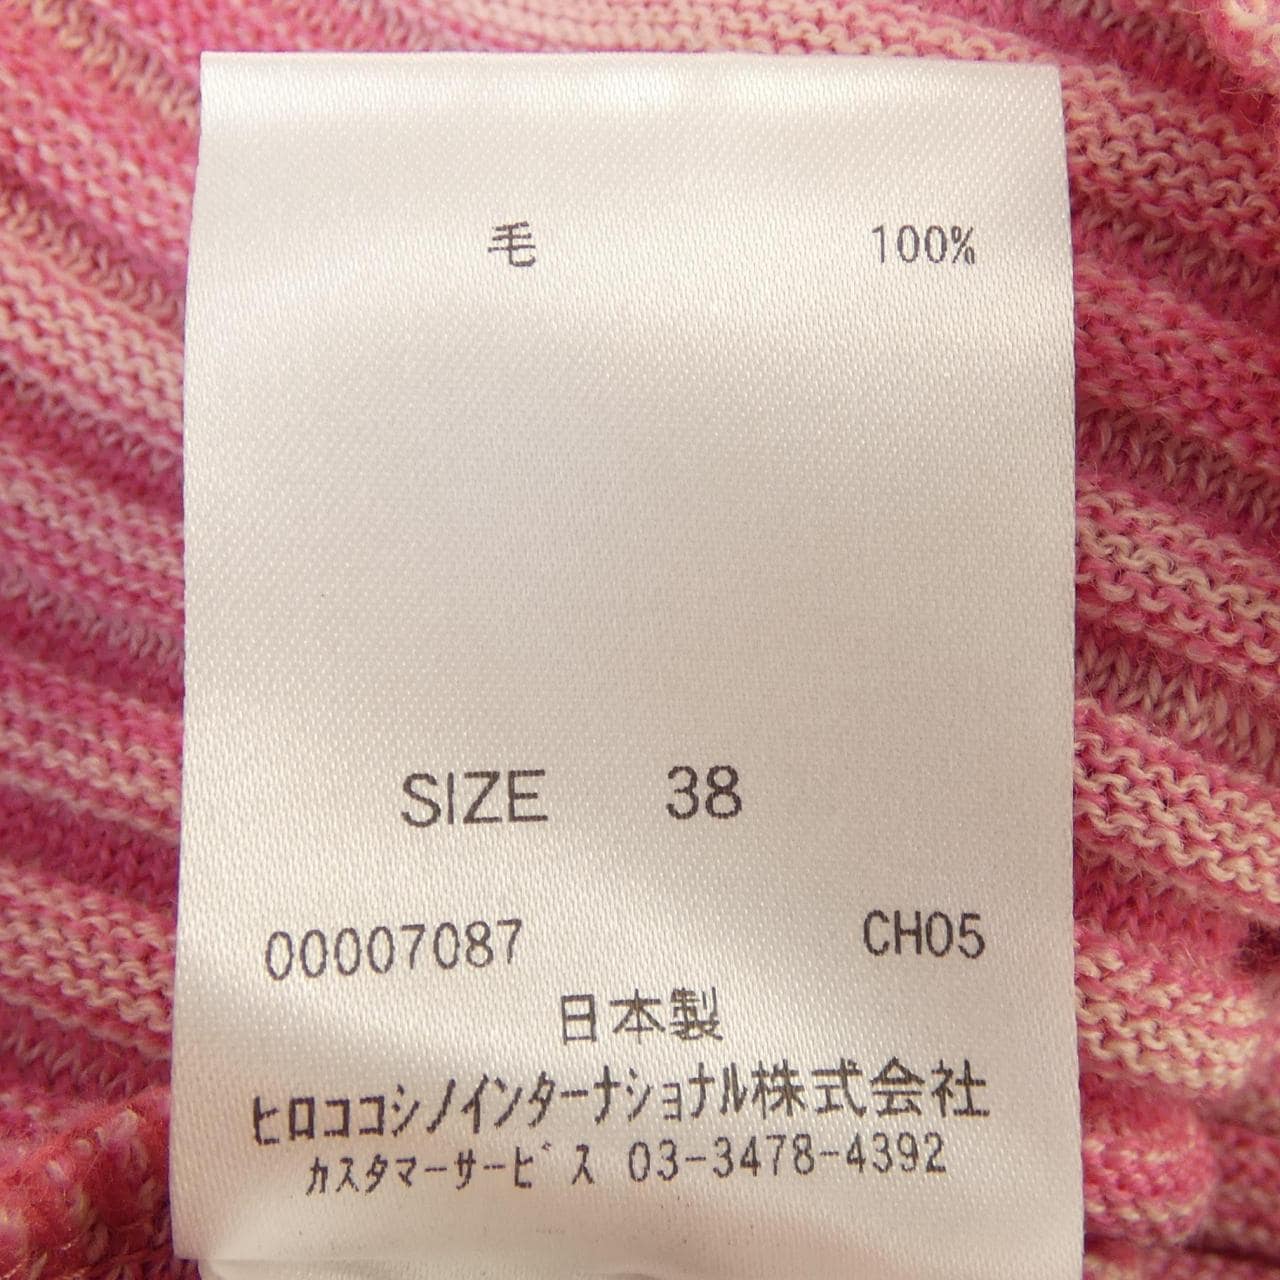 毛 100%
SIZE 38
00007087 CH05
日本製
ヒロココシノインターナショナル株式会社
カスタマーサービス 03-3478-4392